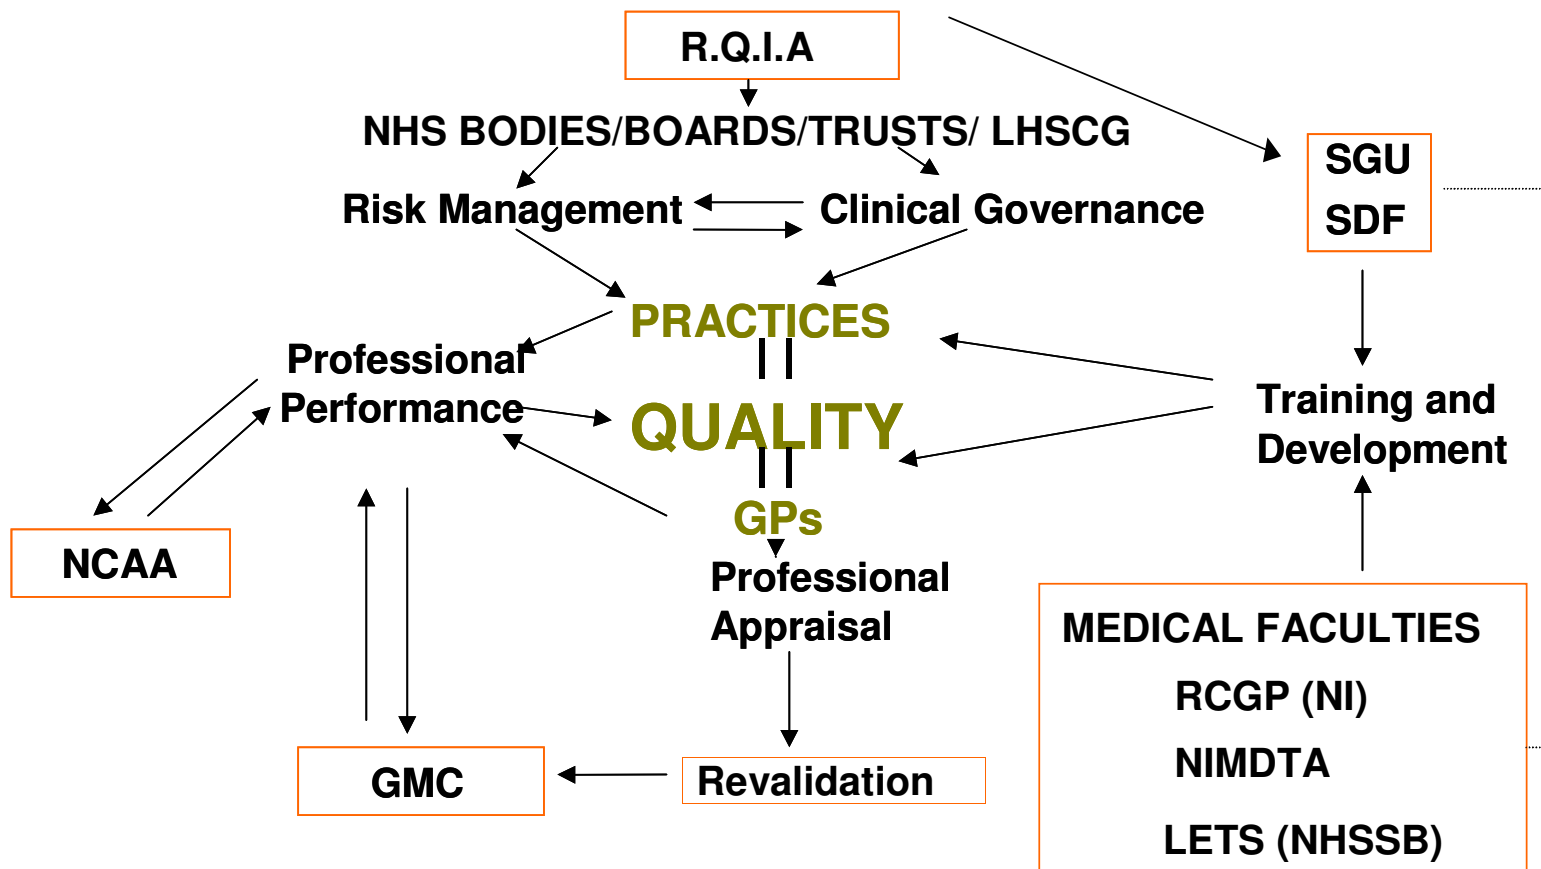 R.Q.I.A
NHS BODIES/BOARDS/TRUSTS/ LHSCG
SGU
SDF
Risk Management
Clinical Governance
PRACTICES
Professional
Performance
QUALITY
Training and
Development
GPs
NCAA
Professional
Appraisal
MEDICAL FACULTIES
RCGP (NI)
NIMDTA
LETS (NHSSB)
GMC
Revalidation